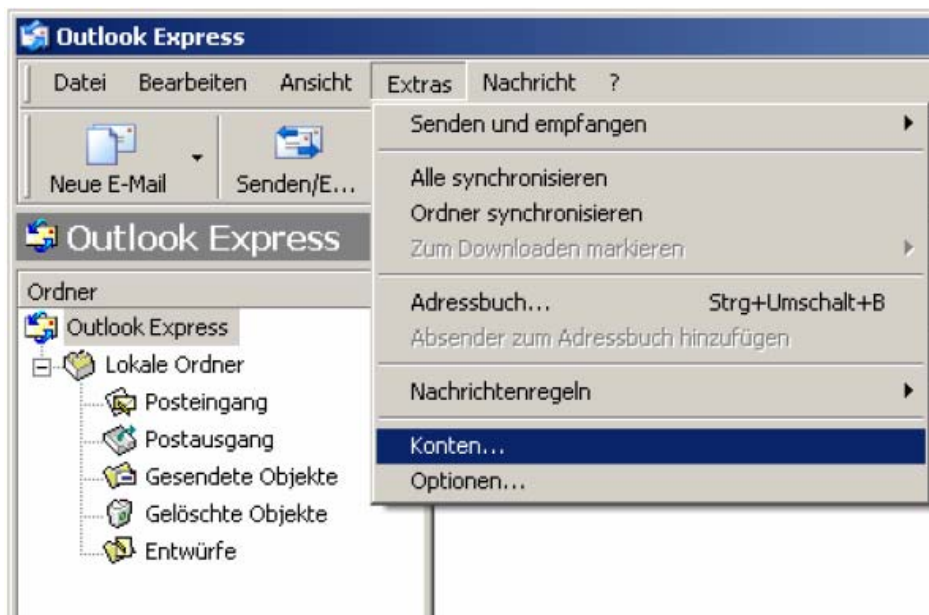 Outlook Express
Datei Bearbeiten Ansicht Extras Nachricht ?
Neue E-Mail Senden/E...
Senden und empfangen
Alle synchronisieren
Ordner synchronisieren
Zum Downloaden markieren
Adressbuch... Strg+Umschalt+B
Absender zum Adressbuch hinzufügen
Nachrichtenregeln
Konten...
Optionen...
Outlook Express
Ordner
Outlook Express
Lokale Ordner
Posteingang
Postausgang
Gesendete Objekte
Gelöschte Objekte
Entwürfe